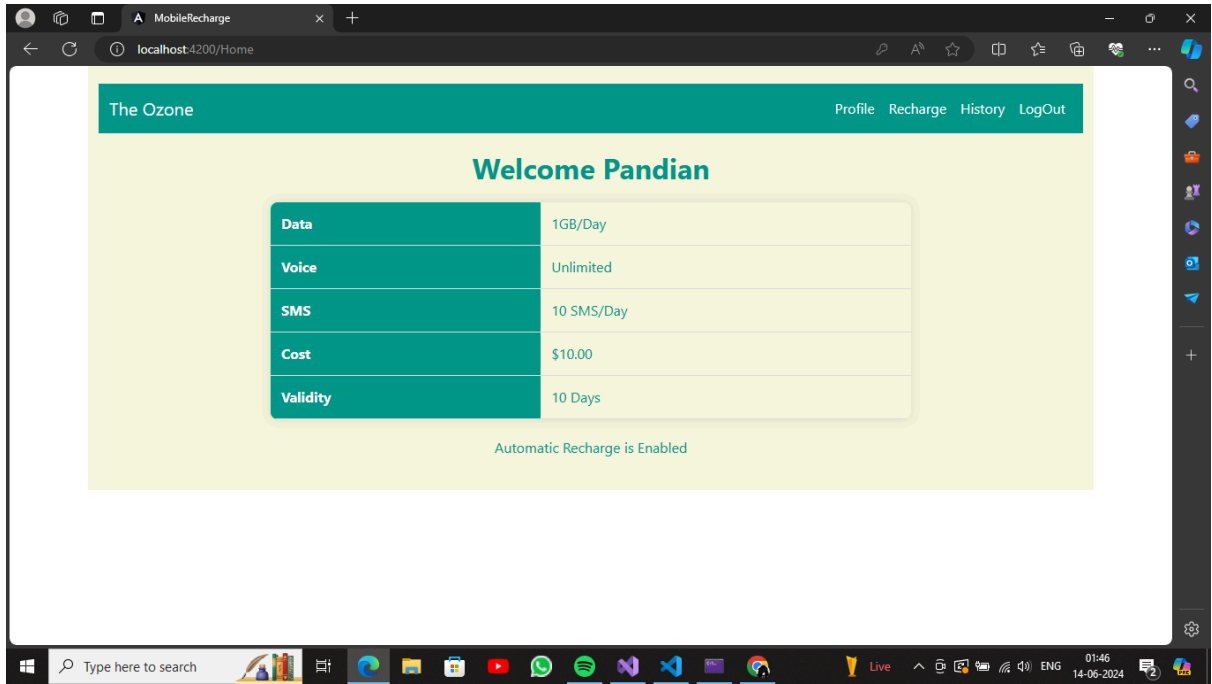 MobileRecharge
localhost:4200/Home
The Ozone Profile Recharge History LogOut
Welcome Pandian
Data 1GB/Day
Voice Unlimited
SMS 10 SMS/Day
Cost $10.00
Validity 10 Days
Automatic Recharge is Enabled
Type here to search Live ENG 01:46
14-06-2024 2